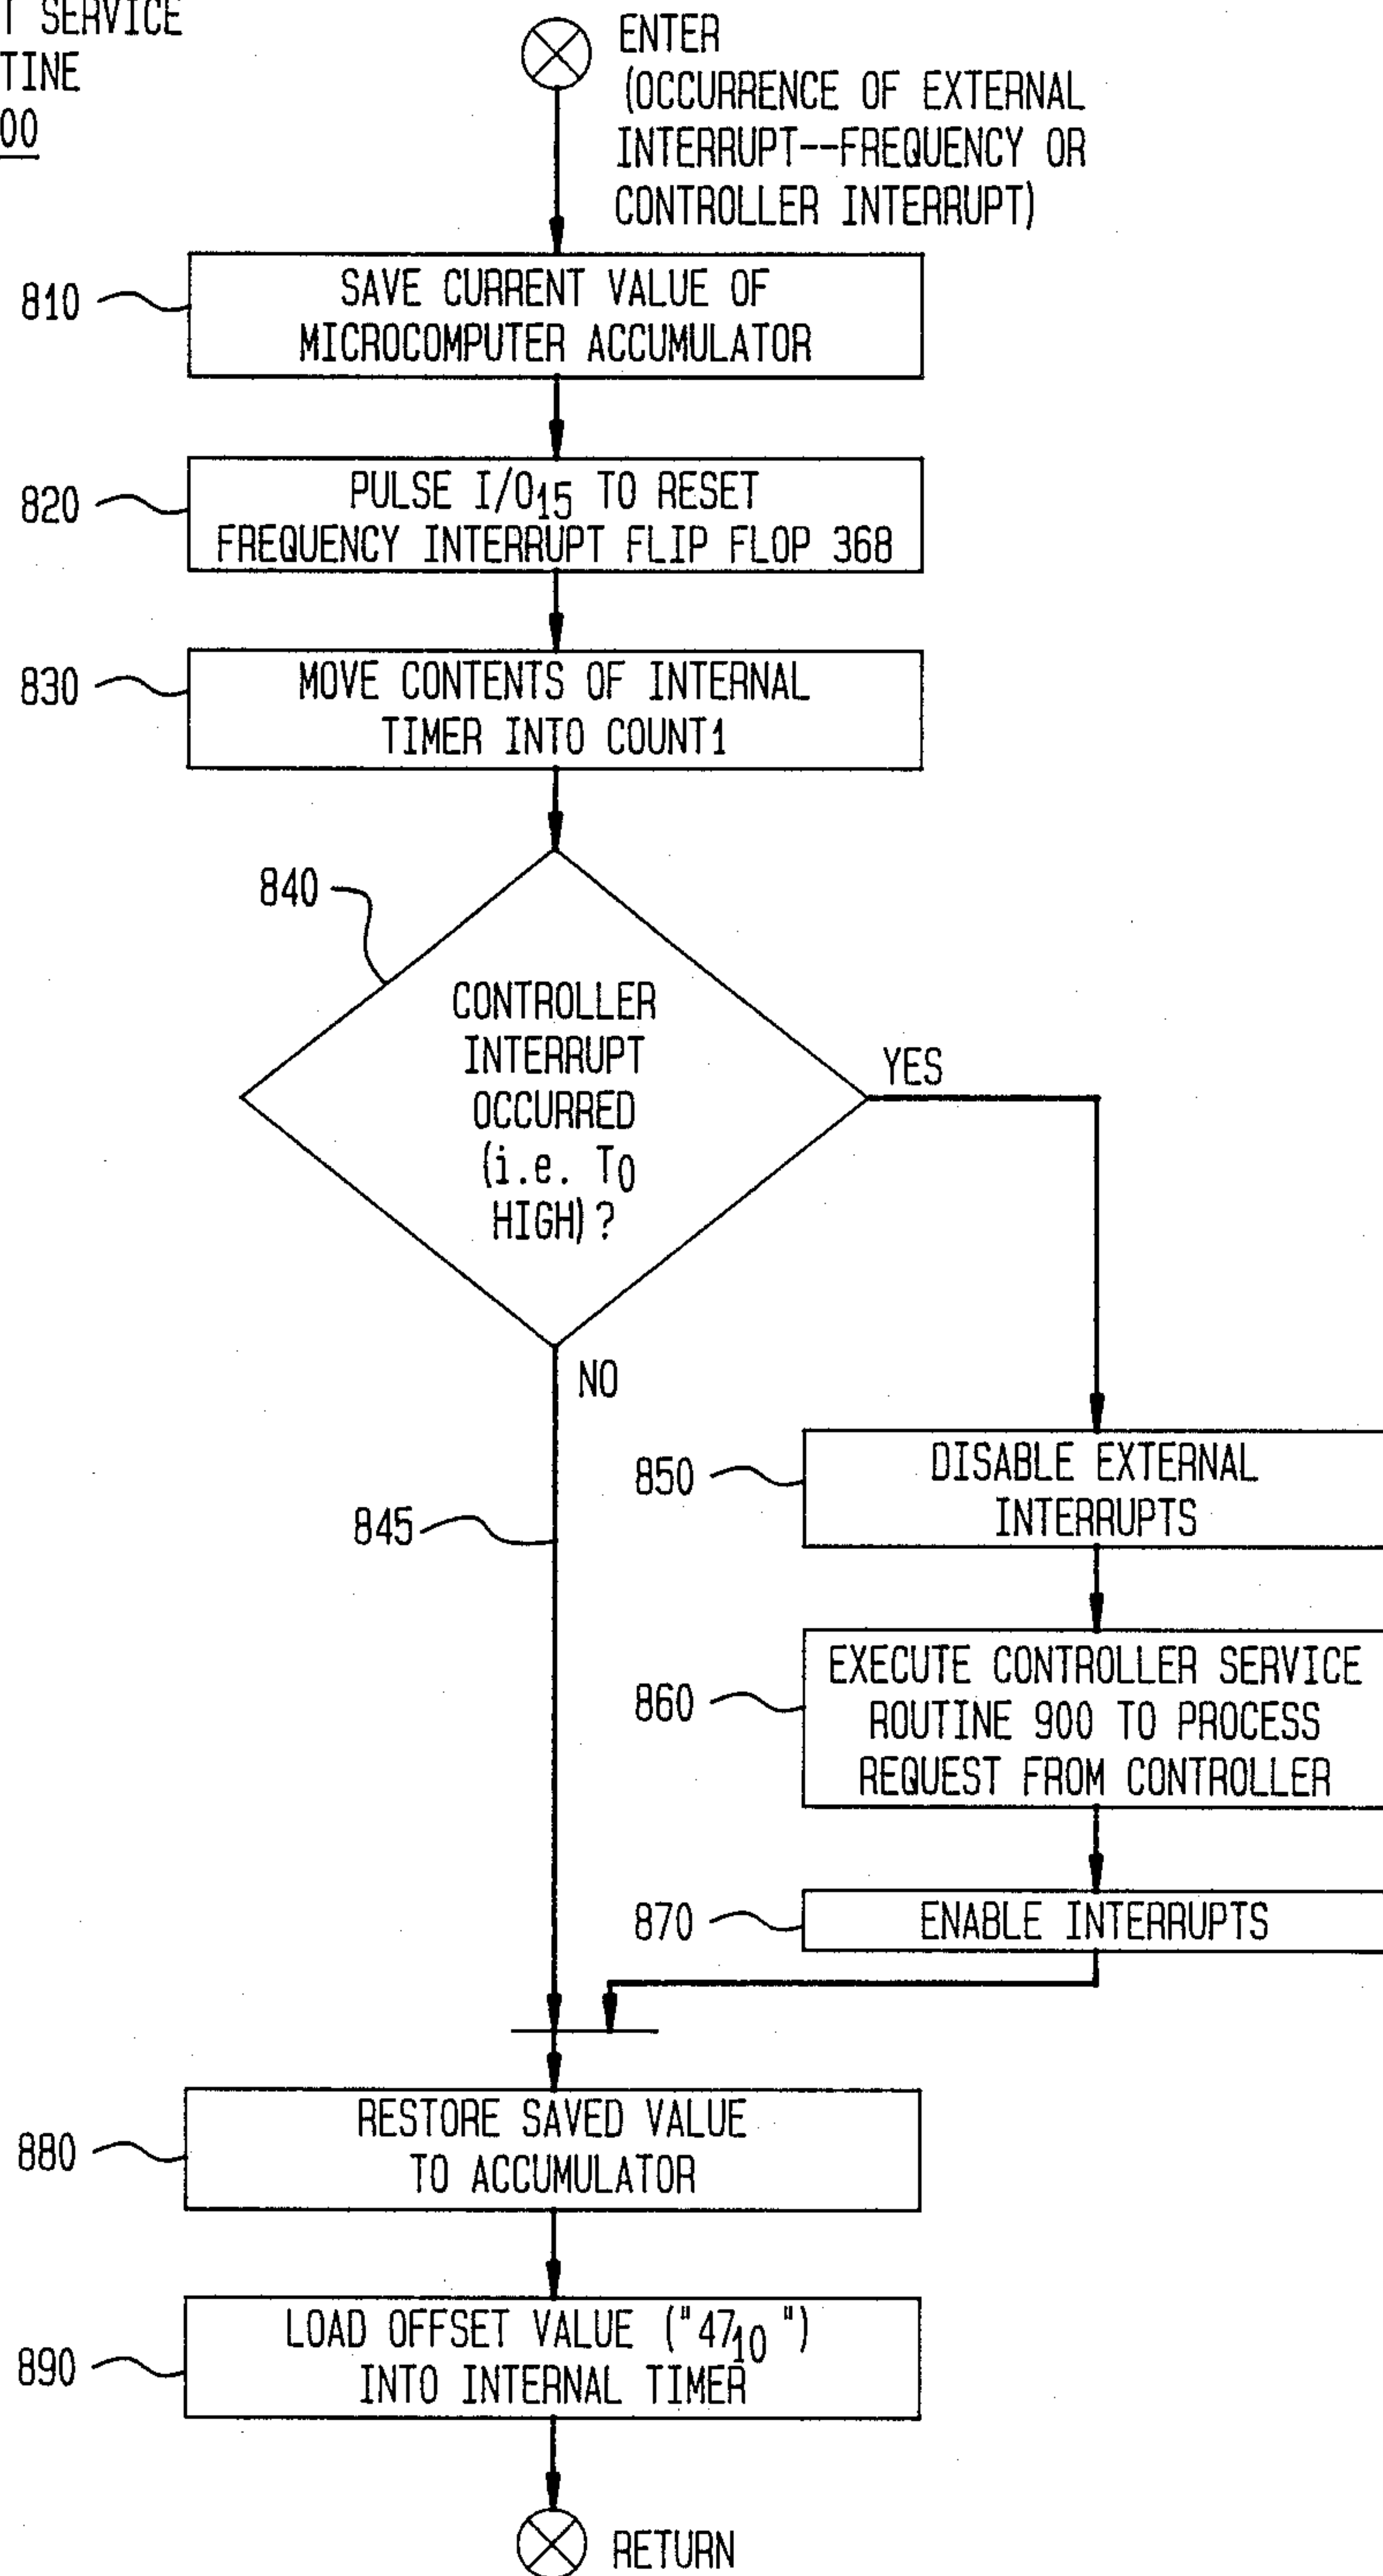 T SERVICE
TINE
00
ENTER
(OCCURRENCE OF EXTERNAL
INTERRUPT--FREQUENCY OR
CONTROLLER INTERRUPT)
810
SAVE CURRENT VALUE OF
MICROCOMPUTER ACCUMULATOR
820
PULSE I/O15 TO RESET
FREQUENCY INTERRUPT FLIP FLOP 368
830
MOVE CONTENTS OF INTERNAL
TIMER INTO COUNT1
840
CONTROLLER
INTERRUPT
OCCURRED
(i.e. T0
HIGH)?
YES
NO
845
850
DISABLE EXTERNAL
INTERRUPTS
860
EXECUTE CONTROLLER SERVICE
ROUTINE 900 TO PROCESS
REQUEST FROM CONTROLLER
870
ENABLE INTERRUPTS
880
RESTORE SAVED VALUE
TO ACCUMULATOR
890
LOAD OFFSET VALUE ("4710")
INTO INTERNAL TIMER
RETURN